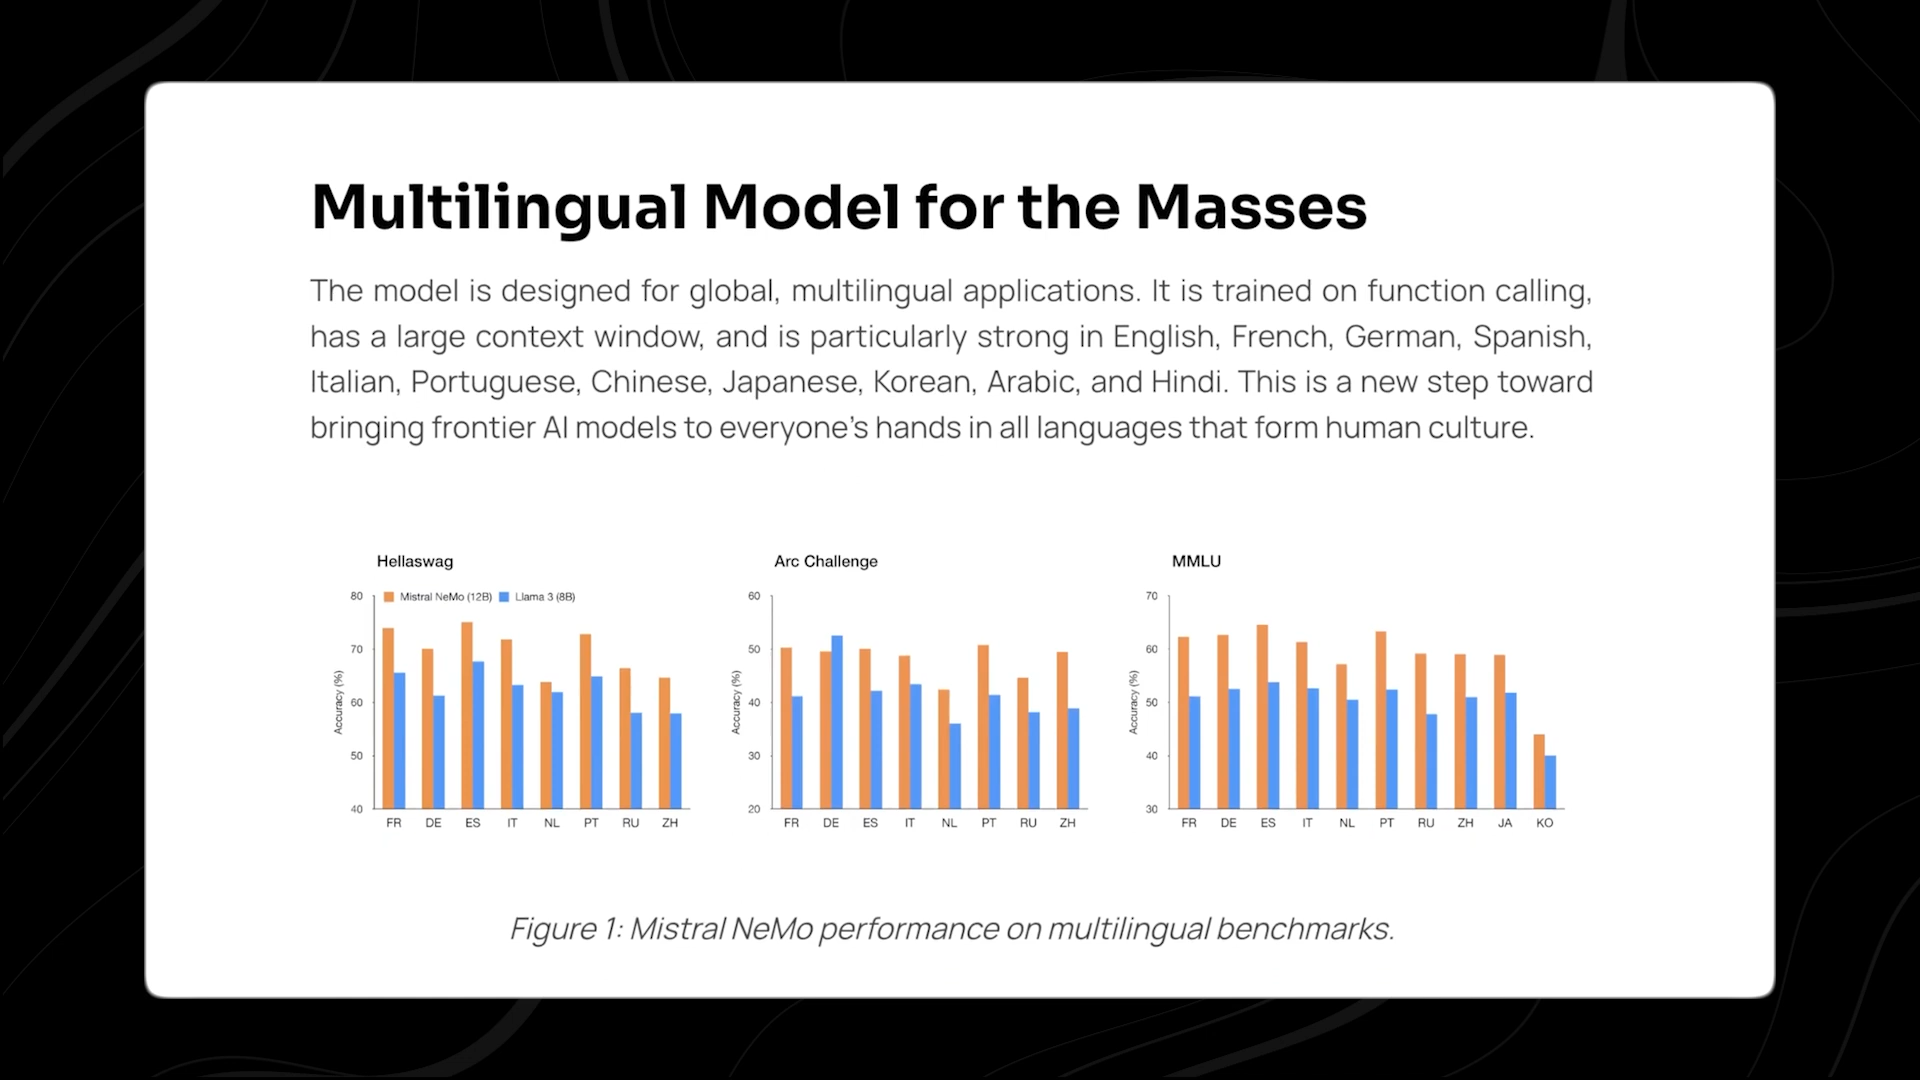 Multilingual Model for the Masses
The model is designed for global, multilingual applications. It is trained on function calling,
has a large context window, and is particularly strong in English, French, German, Spanish,
Italian, Portuguese, Chinese, Japanese, Korean, Arabic, and Hindi. This is a new step toward
bringing frontier AI models to everyone's hands in all languages that form human culture.
Hellaswag
Mistral NeMo (12B) Llama 3 (8B)
Accuracy (%)
80
70
60
50
40
FR DE ES IT NL PT RU ZH
Arc Challenge
Accuracy (%)
60
50
40
30
20
FR DE ES IT NL PT RU ZH
MMLU
Accuracy (%)
70
60
50
40
30
FR DE ES IT NL PT RU ZH JA KO
Figure 1: Mistral NeMo performance on multilingual benchmarks.